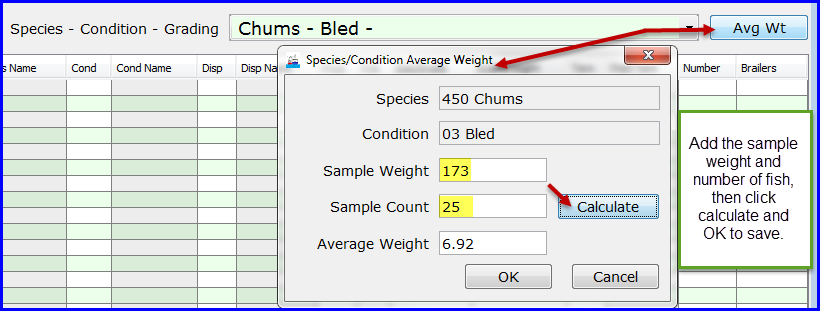 Species - Condition - Grading Chums - Bled - Avg Wt
Species/Condition Average Weight
s Name Cond Cond Name Disp Disp Na Number Brailers
Species 450 Chums
Condition 03 Bled
Sample Weight 173
Sample Count 25 Calculate
Average Weight 6.92
OK Cancel
Add the sample
weight and
number of fish,
then click
calculate and
OK to save.